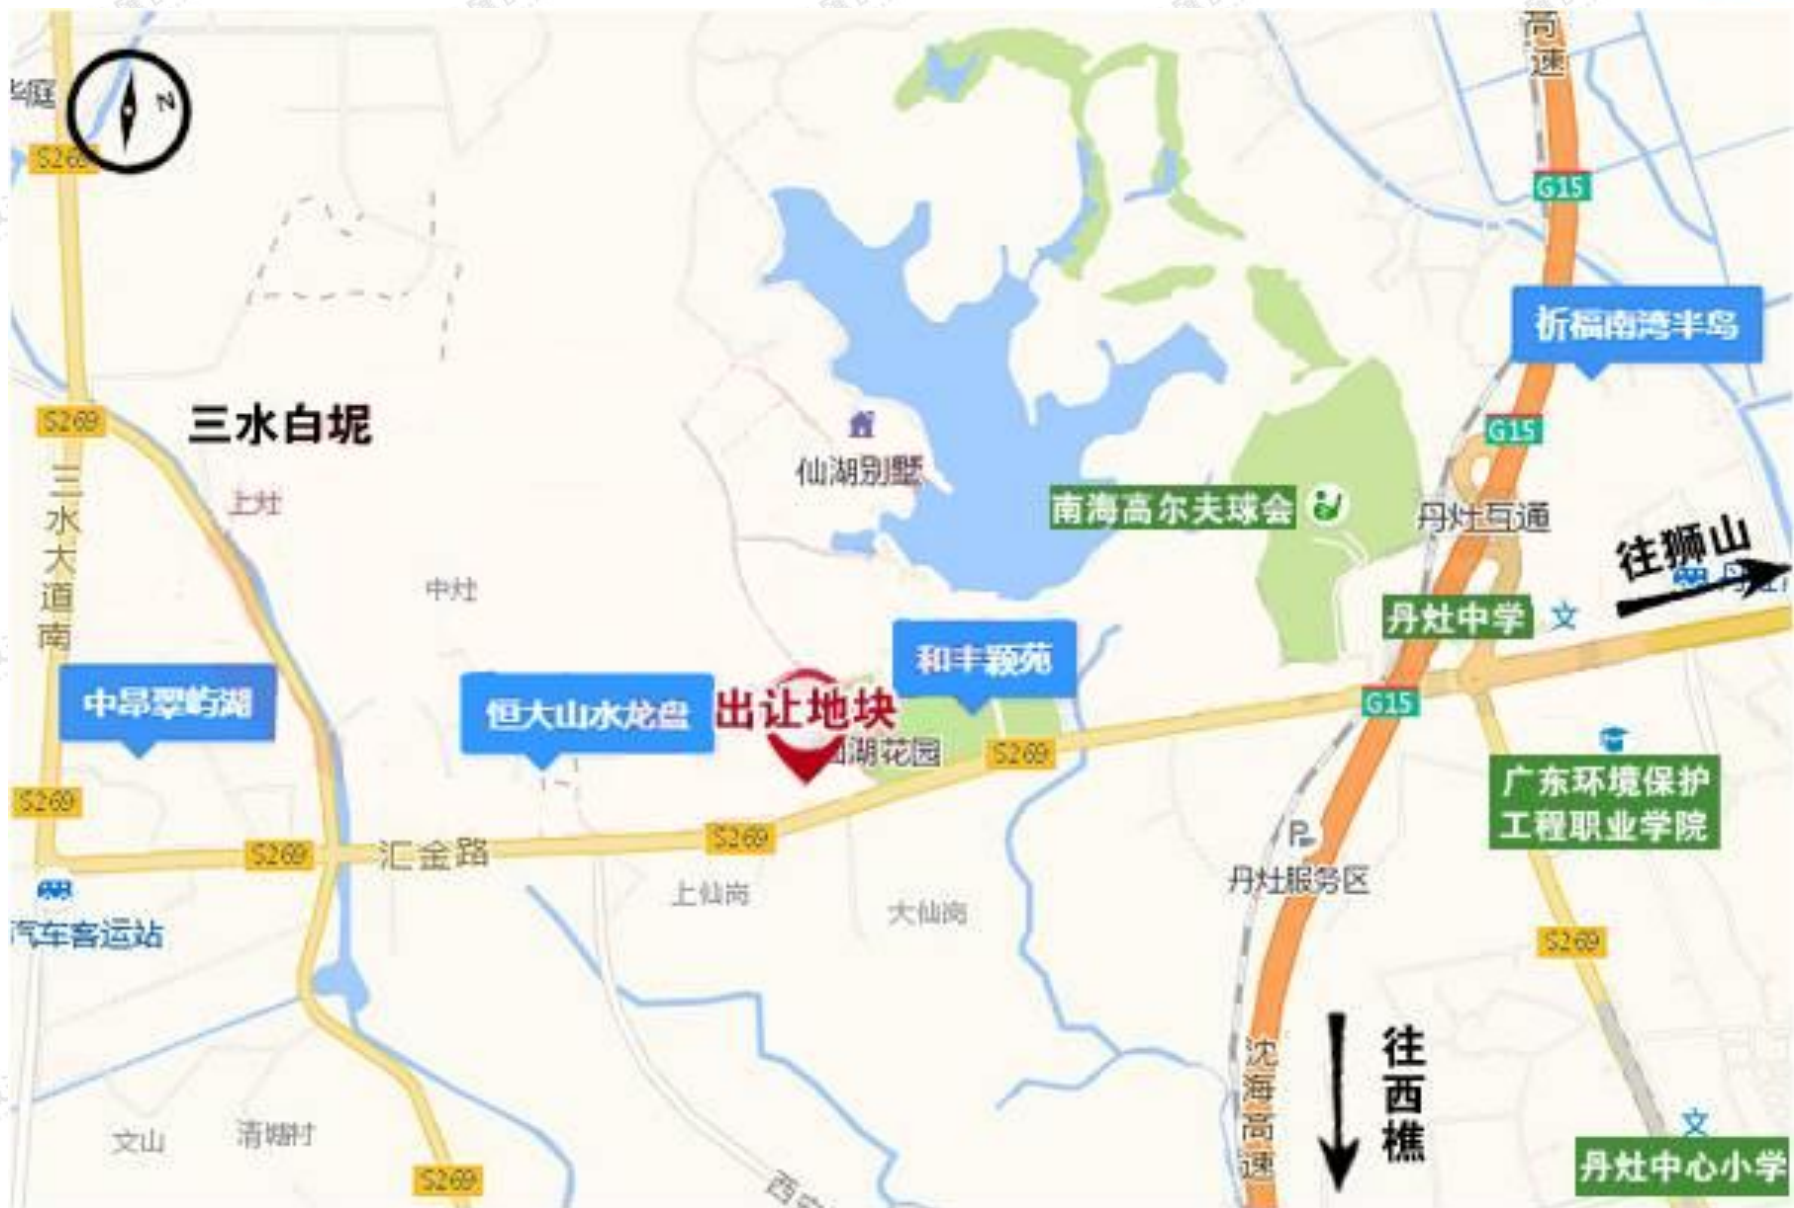 高速
华庭
N
S269
G15
祈福南湾半岛
S269
三水白坭
G15
仙湖别墅
上灶
三水大道南
南海高尔夫球会
丹灶互通
往狮山
中灶
丹灶中学
和丰颖苑
中昂翠屿湖
恒大山水龙盘
出让地块
G15
湖花园
S269
广东环境保护
工程职业学院
S269
S269
汇金路
S269
丹灶服务区
上仙岗
大仙岗
汽车客运站
S269
沈海高速
往西樵
文
文山
清塘村
文
丹灶中心小学
S269
西